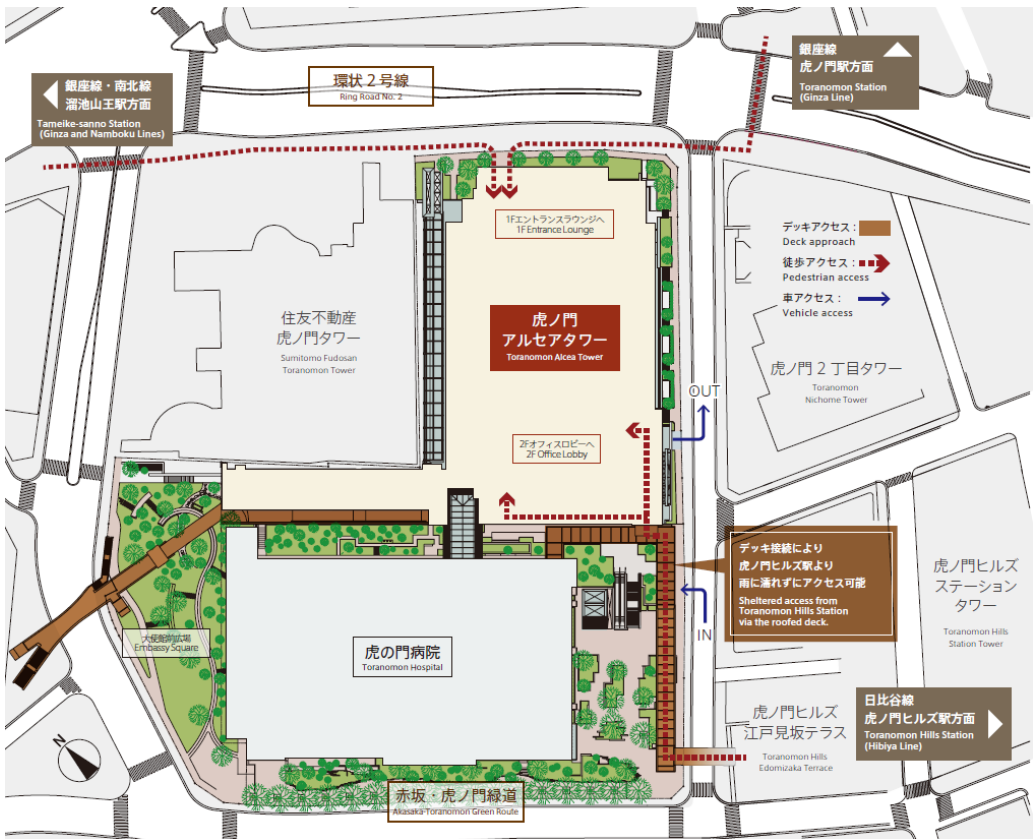 環状2号線
Ring Road No. 2
銀座線
虎ノ門駅方面
Toranomon Station
(Ginza Line)
銀座線・南北線
溜池山王駅方面
Tameike-sanno Station
(Ginza and Namboku Lines)
1Fエントランスラウンジへ
1F Entrance Lounge
デッキアクセス：
Deck approach
徒歩アクセス：
Pedestrian access
車アクセス：
Vehicle access
住友不動産
虎ノ門タワー
Sumitomo Fudosan
Toranomon Tower
虎ノ門
アルセアタワー
Toranomon Alcea Tower
虎ノ門2丁目タワー
Toranomon
Nichome Tower
OUT
2Fオフィスロビーへ
2F Office Lobby
デッキ接続により
虎ノ門ヒルズ駅より
雨に濡れずにアクセス可能
Sheltered access from
Toranomon Hills Station
via the roofed deck.
虎ノ門ヒルズ
ステーション
タワー
Toranomon Hills
Station Tower
IN
大使館前広場
Embassy Square
虎の門病院
Toranomon Hospital
日比谷線
虎ノ門ヒルズ駅方面
Toranomon Hills Station
(Hibiya Line)
虎ノ門ヒルズ
江戸見坂テラス
Toranomon Hills
Edomizaka Terrace
赤坂・虎ノ門緑道
Akasaka-Toranomon Green Route
N